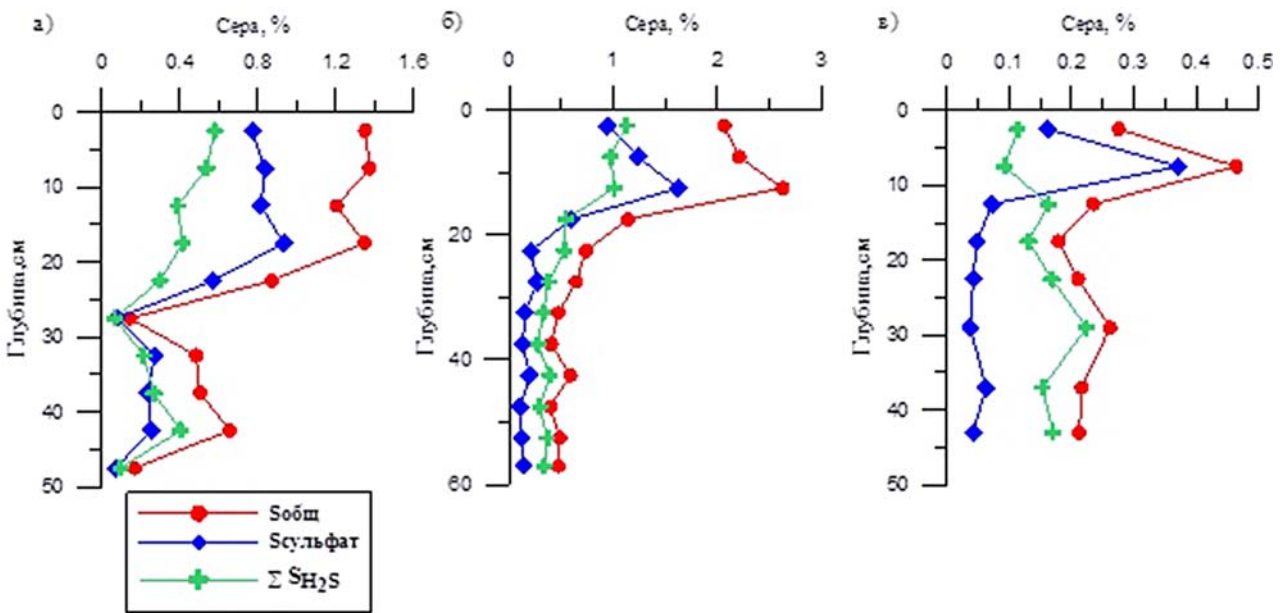 а)
Сера, %
0 0.4 0.8 1.2 1.6
Глубина,см
0
10
20
30
40
50
б)
Сера, %
0 1 2 3
Глубина,см
0
20
40
60
в)
Сера, %
0 0.1 0.2 0.3 0.4 0.5
Глубина,см
0
10
20
30
40
50
Sобщ
Sсульфат
Σ SH2S